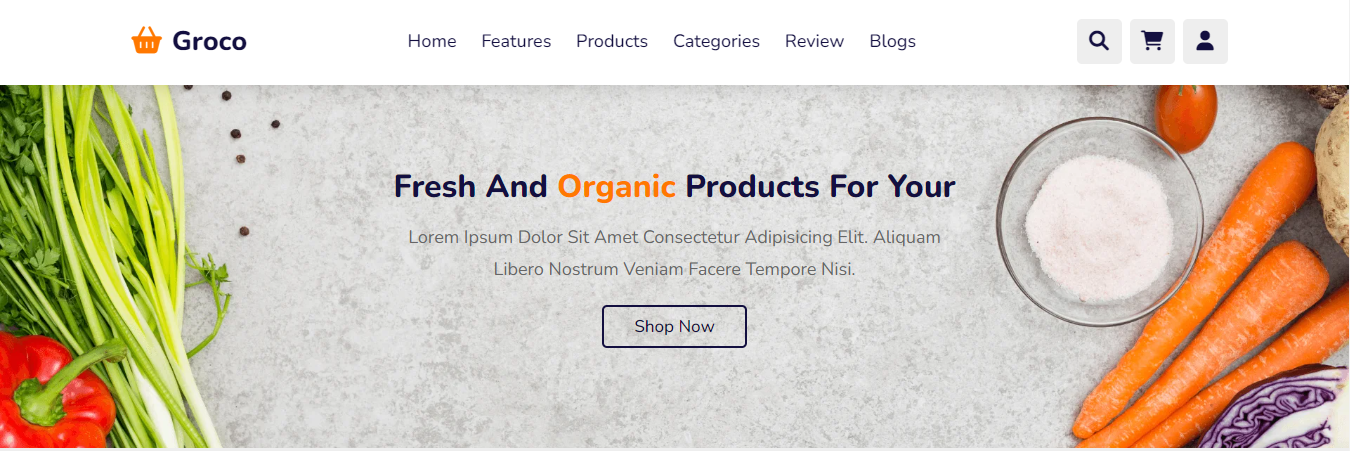 Groco
Home Features Products Categories Review Blogs
Fresh And Organic Products For Your
Lorem Ipsum Dolor Sit Amet Consectetur Adipisicing Elit. Aliquam
Libero Nostrum Veniam Facere Tempore Nisi.
Shop Now